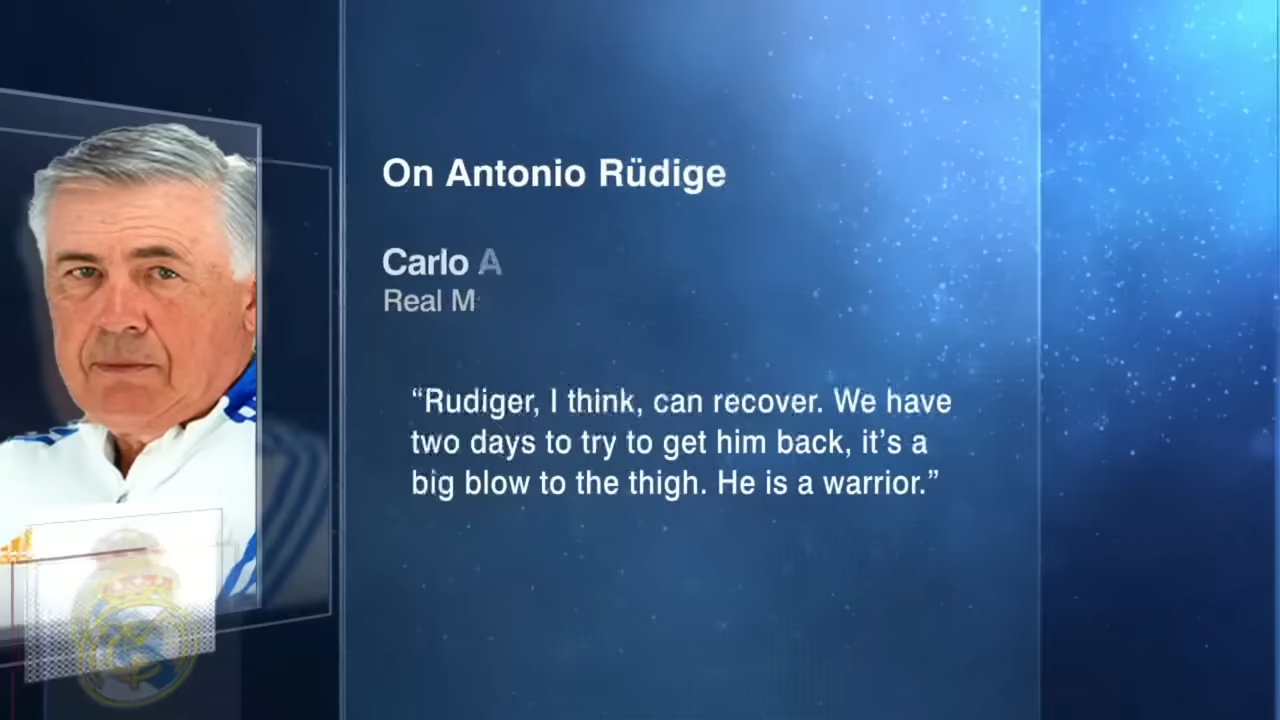 On Antonio Rüdige
Carlo A
Real M
“Rudiger, I think, can recover. We have
two days to try to get him back, it’s a
big blow to the thigh. He is a warrior.”